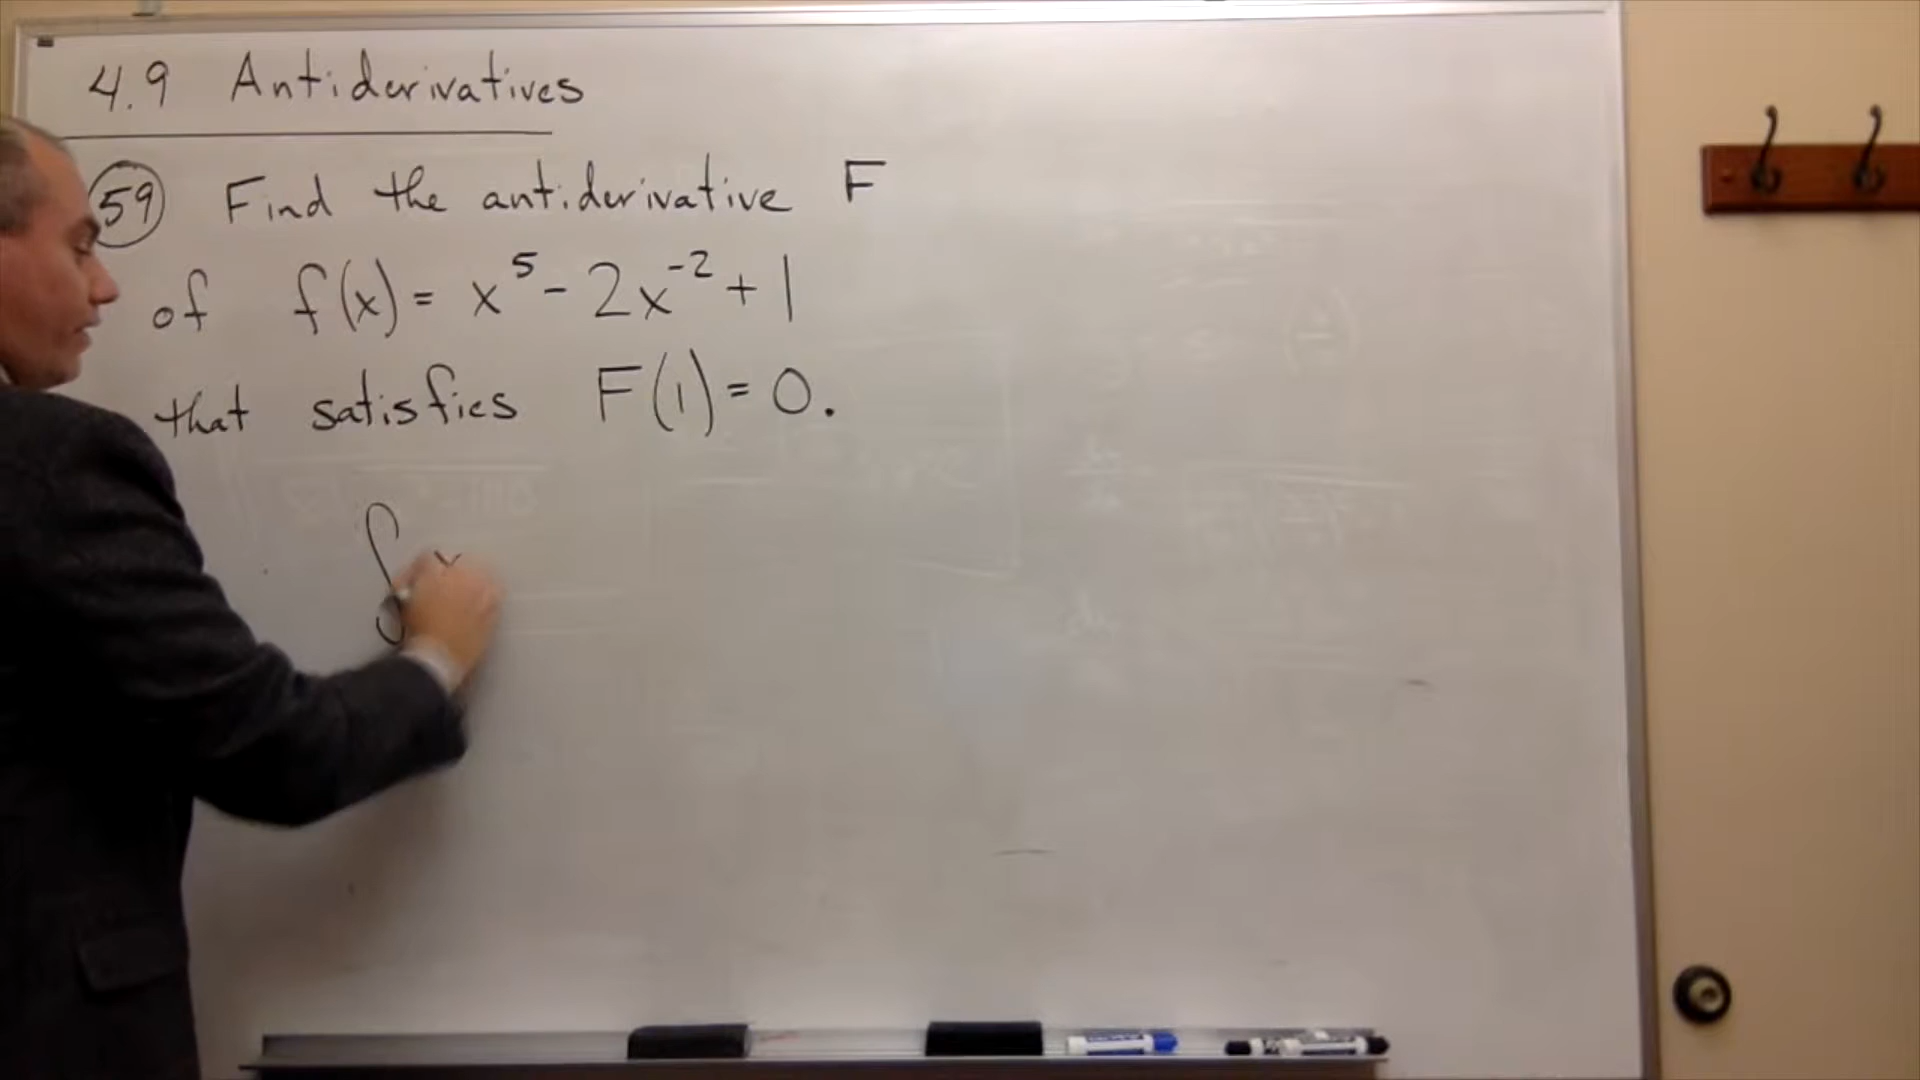 4.9 Antiderivatives
59 Find the antiderivative F
of f(x) = x⁵ - 2x⁻² + 1
that satisfies F(1) = 0.
∫ x